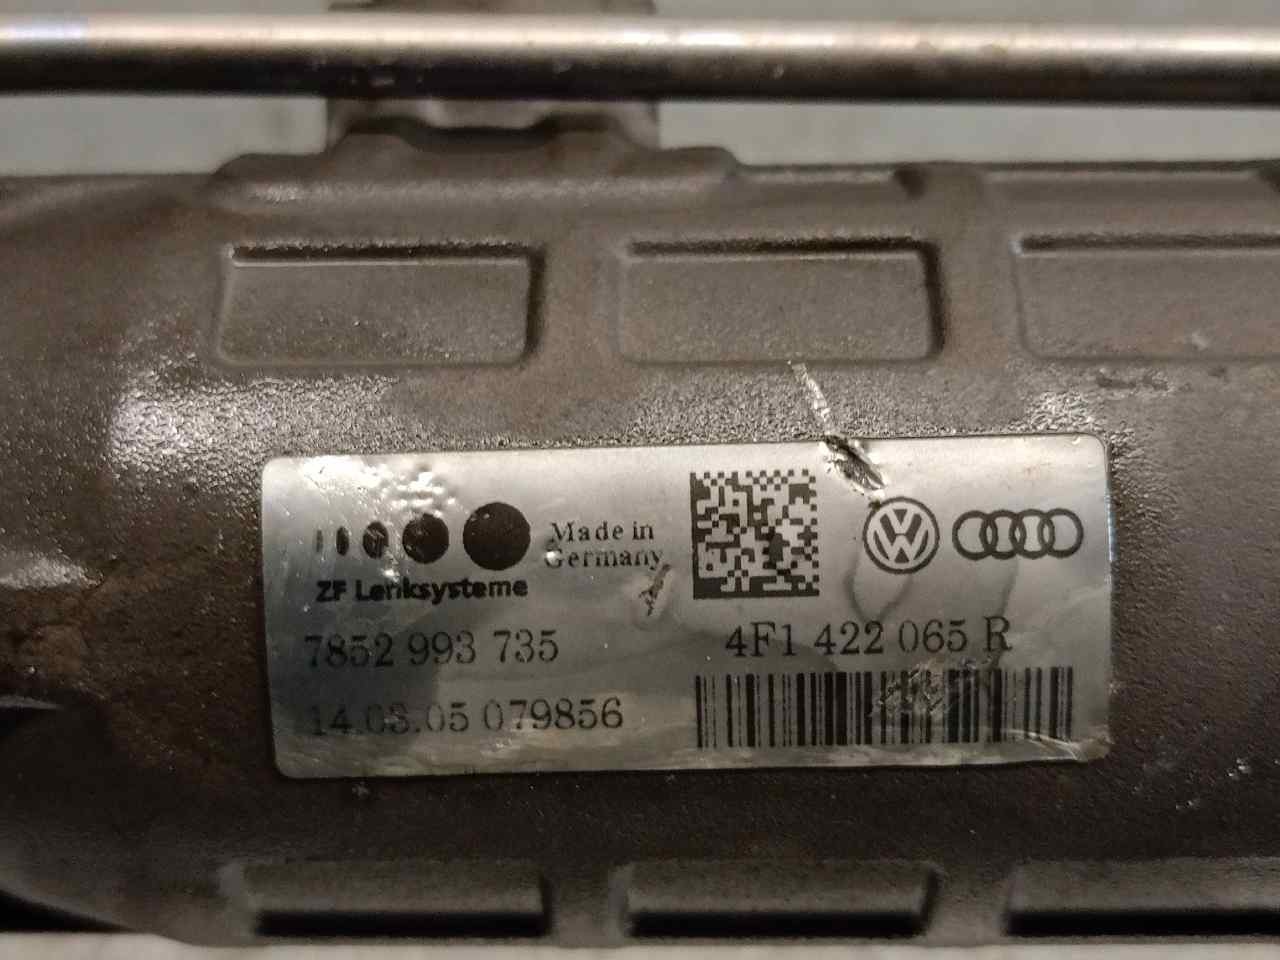 Made in
Germany
ZF Lenksysteme
7852 993 735
4F1 422 065 R
14.03.05 079856